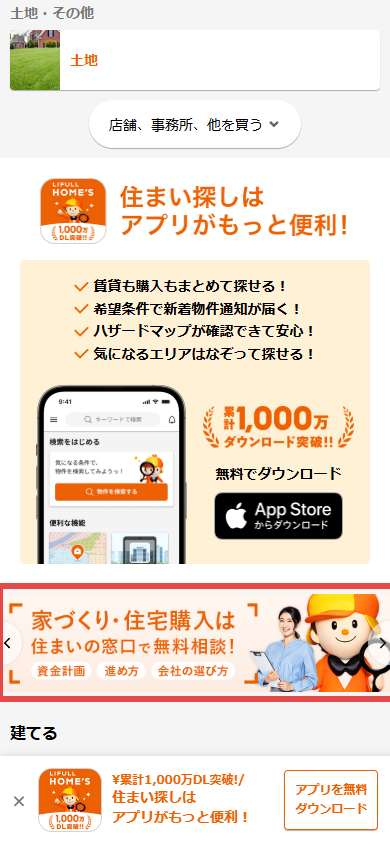 土地・その他
土地
店舗、事務所、他を買う
LIFULL
HOME'S
1,000万
DL突破!!
住まい探しは
アプリがもっと便利！
賃貸も購入もまとめて探せる！
希望条件で新着物件通知が届く！
ハザードマップが確認できて安心！
気になるエリアはなぞって探せる！
9:41
キーワードで検索
検索をはじめる
気になる条件で、
物件を検索してみようっ！
物件を検索する
便利な機能
累計1,000万
ダウンロード突破!!
無料でダウンロード
App Store
からダウンロード
家づくり・住宅購入は
住まいの窓口で無料相談！
資金計画 進め方 会社の選び方
建てる
LIFULL
HOME'S
1,000万
DL突破!!
¥累計1,000万DL突破!/
住まい探しは
アプリがもっと便利！
アプリを無料
ダウンロード